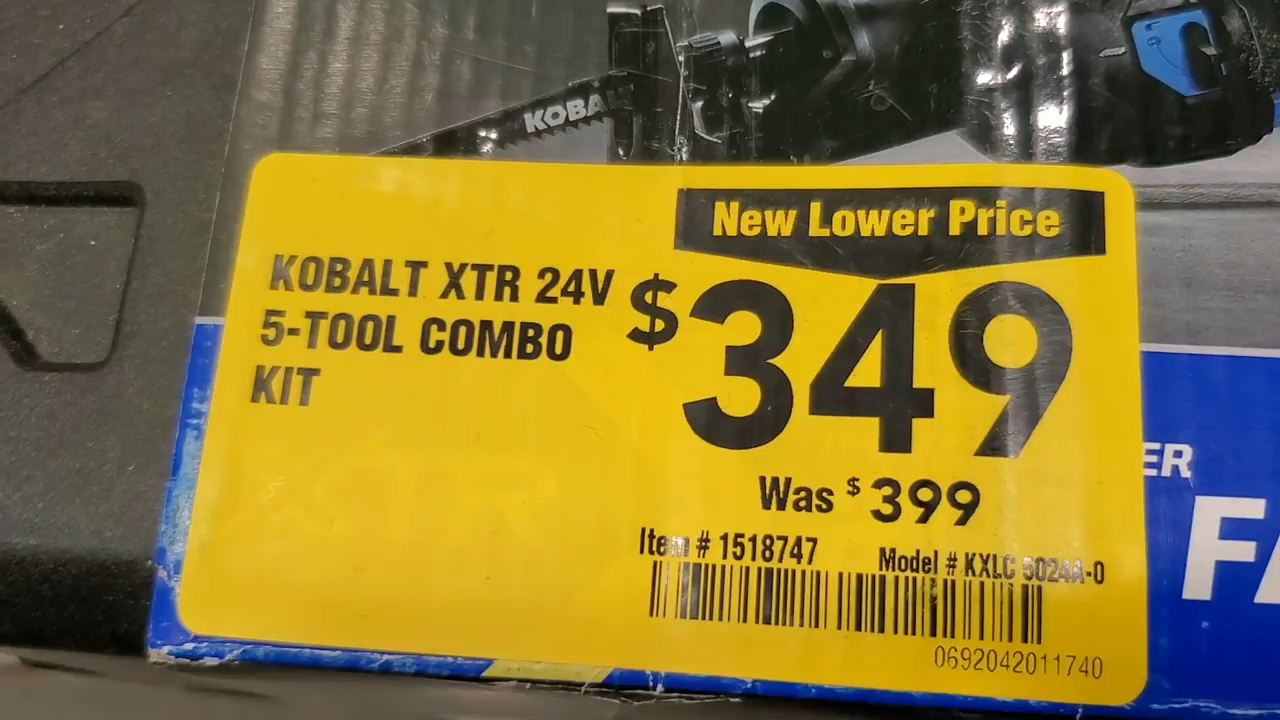 KOBALT
New Lower Price
KOBALT XTR 24V
5-TOOL COMBO
KIT
$349
Was $399
Item # 1518747
Model # KXLC 5024A-0
0692042011740
ER
FA